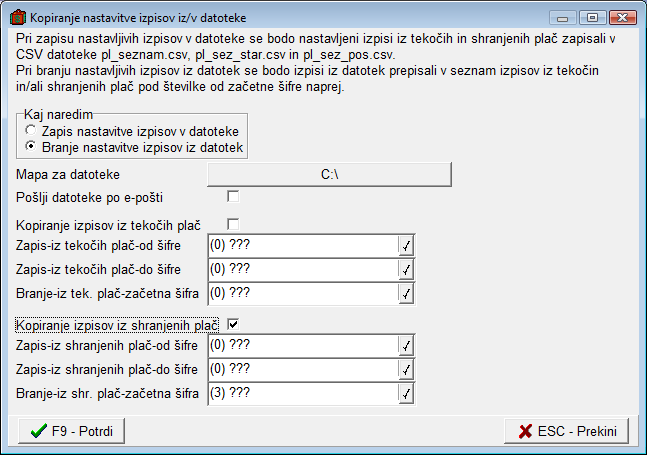 Kopiranje nastavitve izpisov iz/v datoteke
Pri zapisu nastavljivih izpisov v datoteke se bodo nastavljeni izpisi iz tekočih in shranjenih plač zapisali v
CSV datoteke pl_seznam.csv, pl_sez_star.csv in pl_sez_pos.csv.
Pri branju nastavljivih izpisov iz datotek se bodo izpisi iz datotek prepisali v seznam izpisov iz tekočin
in/ali shranjenih plač pod številke od začetne šifre naprej.
Kaj naredim
Zapis nastavitve izpisov v datoteke
Branje nastavitve izpisov iz datotek
Mapa za datoteke C:\
Pošlji datoteke po e-pošti
Kopiranje izpisov iz tekočih plač
Zapis-iz tekočih plač-od šifre (0) ???
Zapis-iz tekočih plač-do šifre (0) ???
Branje-iz tek. plač-začetna šifra (0) ???
Kopiranje izpisov iz shranjenih plač
Zapis-iz shranjenih plač-od šifre (0) ???
Zapis-iz shranjenih plač-do šifre (0) ???
Branje-iz shr. plač-začetna šifra (3) ???
F9 - Potrdi ESC - Prekini